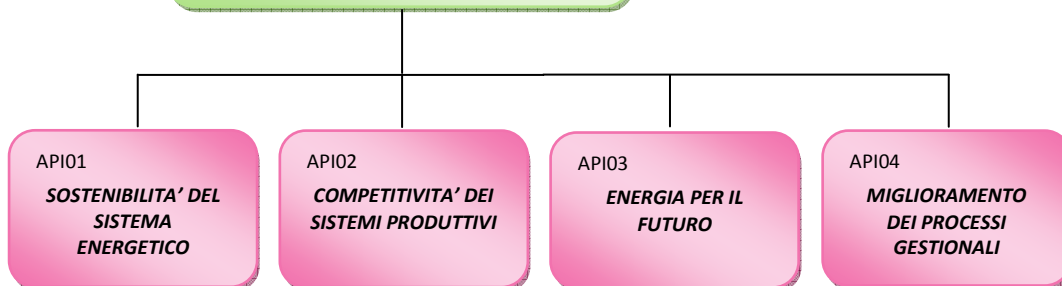 API01
SOSTENIBILITA’ DEL
SISTEMA
ENERGETICO
API02
COMPETITIVITA’ DEI
SISTEMI PRODUTTIVI
API03
ENERGIA PER IL
FUTURO
API04
MIGLIORAMENTO
DEI PROCESSI
GESTIONALI